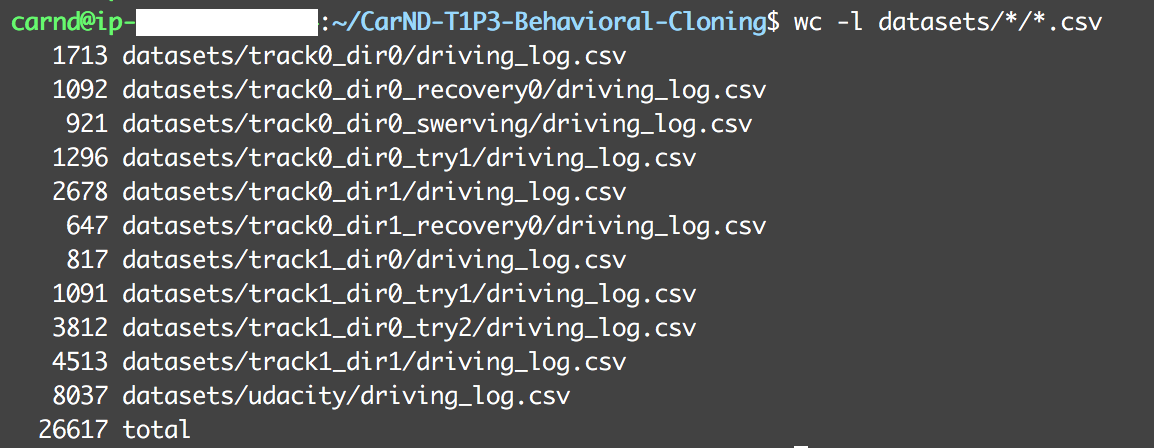 carnd@ip- :~/CarND-T1P3-Behavioral-Cloning$ wc -l datasets/*/*.csv
1713 datasets/track0_dir0/driving_log.csv
1092 datasets/track0_dir0_recovery0/driving_log.csv
921 datasets/track0_dir0_swerving/driving_log.csv
1296 datasets/track0_dir0_try1/driving_log.csv
2678 datasets/track0_dir1/driving_log.csv
647 datasets/track0_dir1_recovery0/driving_log.csv
817 datasets/track1_dir0/driving_log.csv
1091 datasets/track1_dir0_try1/driving_log.csv
3812 datasets/track1_dir0_try2/driving_log.csv
4513 datasets/track1_dir1/driving_log.csv
8037 datasets/udacity/driving_log.csv
26617 total